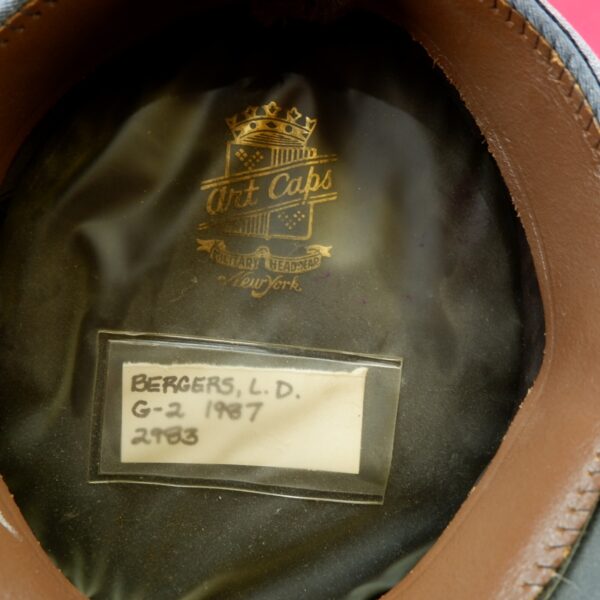 Art Caps
MILITARY HEADWEAR
New York
BERGERS, L. D.
G-2 1987
2983